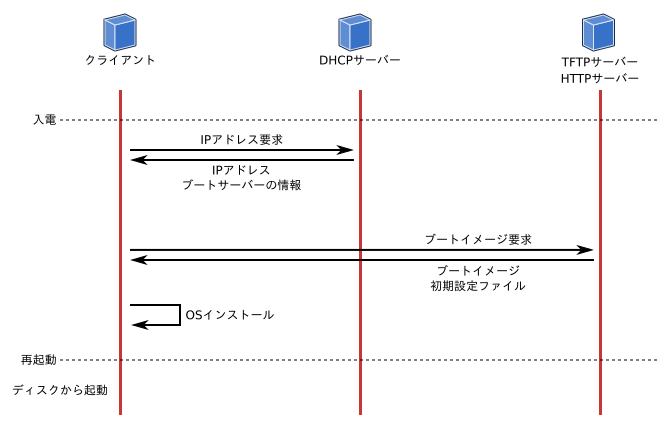 クライアント
DHCPサーバー
TFTPサーバー
HTTPサーバー
入電
IPアドレス要求
IPアドレス
ブートサーバーの情報
ブートイメージ要求
ブートイメージ
初期設定ファイル
OSインストール
再起動
ディスクから起動